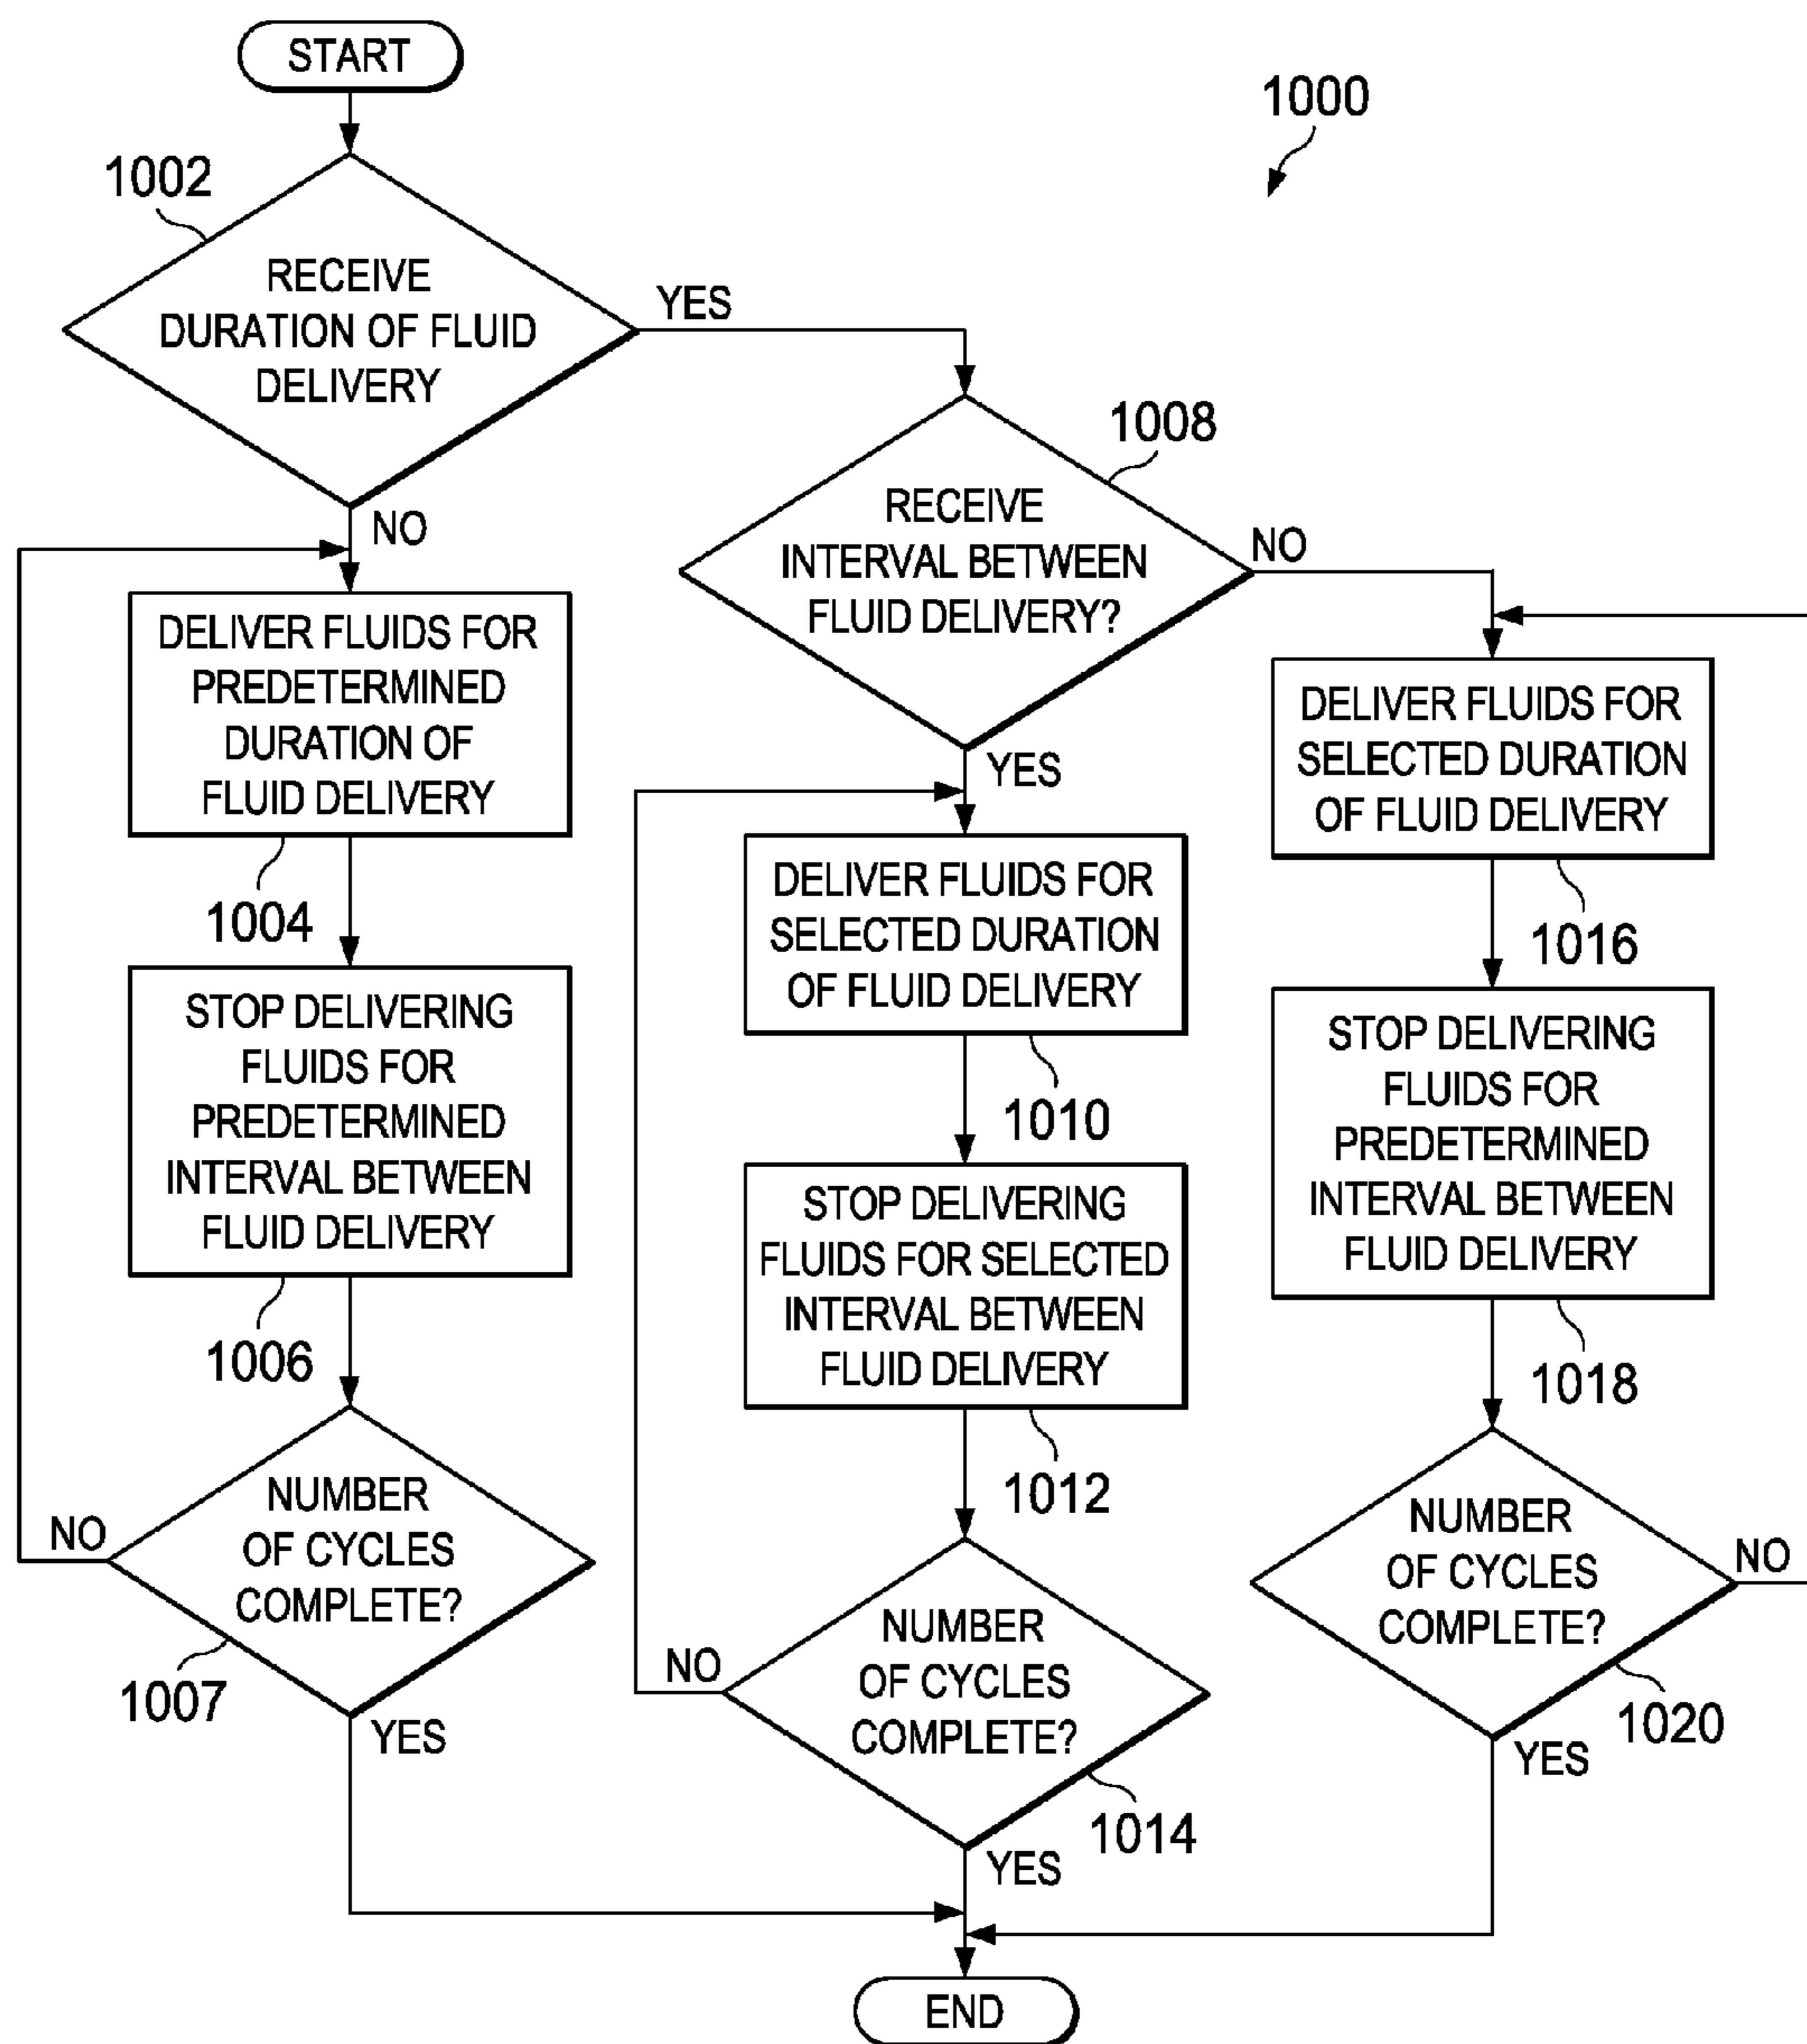 START
1000
1002
RECEIVE
DURATION OF FLUID
DELIVERY
YES
NO
1008
RECEIVE
INTERVAL BETWEEN
FLUID DELIVERY?
NO
YES
DELIVER FLUIDS FOR
PREDETERMINED
DURATION OF
FLUID DELIVERY
1004
STOP DELIVERING
FLUIDS FOR
PREDETERMINED
INTERVAL BETWEEN
FLUID DELIVERY
1006
NUMBER
OF CYCLES
COMPLETE?
NO
1007
YES
DELIVER FLUIDS FOR
SELECTED DURATION
OF FLUID DELIVERY
1010
STOP DELIVERING
FLUIDS FOR SELECTED
INTERVAL BETWEEN
FLUID DELIVERY
1012
NUMBER
OF CYCLES
COMPLETE?
NO
1014
YES
DELIVER FLUIDS FOR
SELECTED DURATION
OF FLUID DELIVERY
1016
STOP DELIVERING
FLUIDS FOR
PREDETERMINED
INTERVAL BETWEEN
FLUID DELIVERY
1018
NUMBER
OF CYCLES
COMPLETE?
NO
1020
YES
END